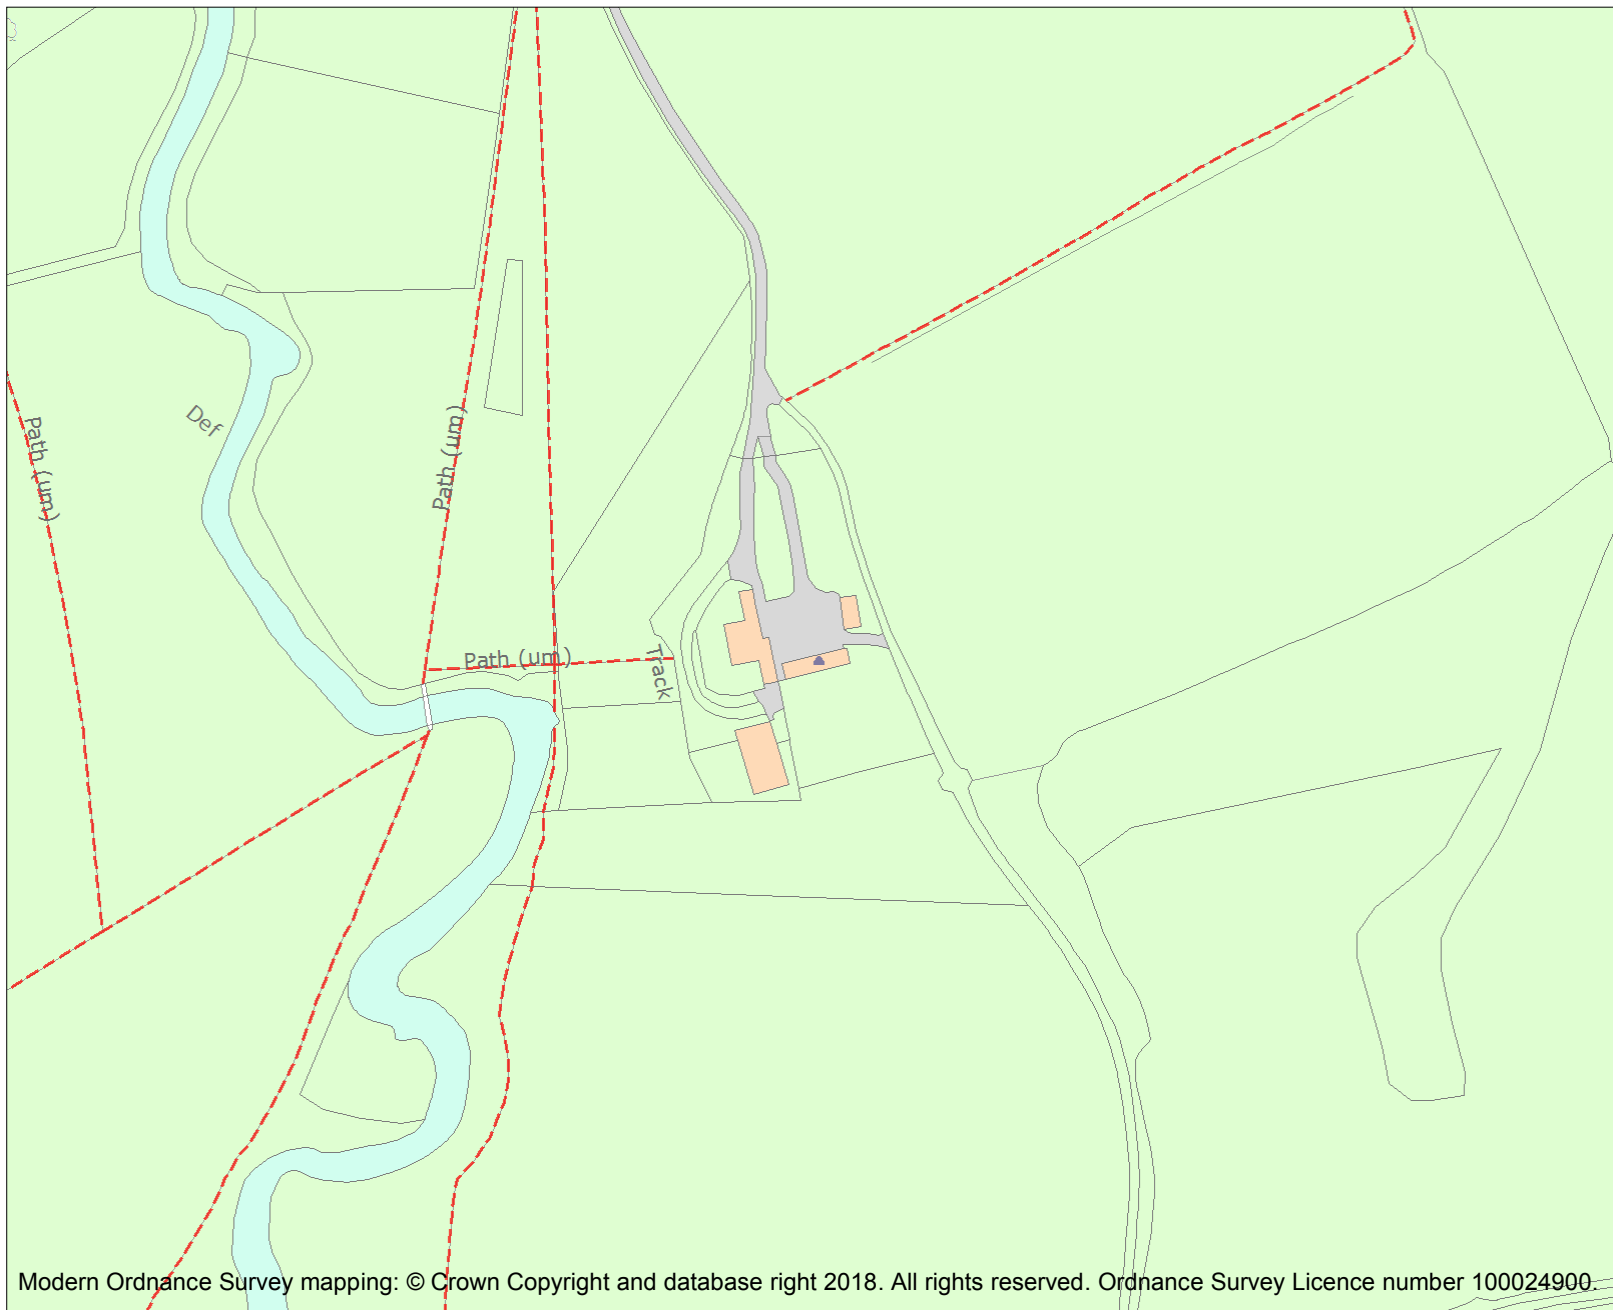 Def
Path (um)
Path (um)
Path (um)
Track
Modern Ordnance Survey mapping: © Crown Copyright and database right 2018. All rights reserved. Ordnance Survey Licence number 100024900.